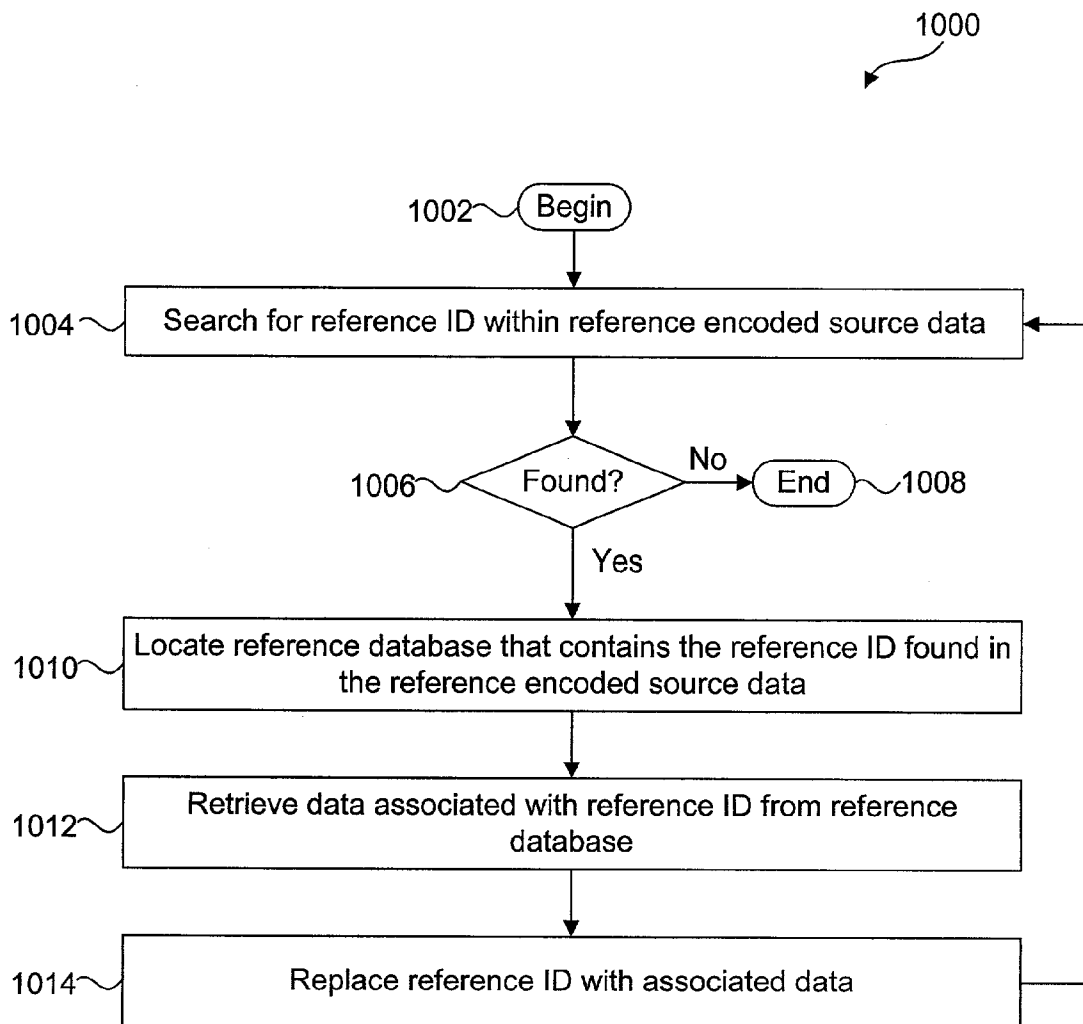 1000
1002
Begin
1004
Search for reference ID within reference encoded source data
1006
Found?
No
End
1008
Yes
1010
Locate reference database that contains the reference ID found in
the reference encoded source data
1012
Retrieve data associated with reference ID from reference
database
1014
Replace reference ID with associated data